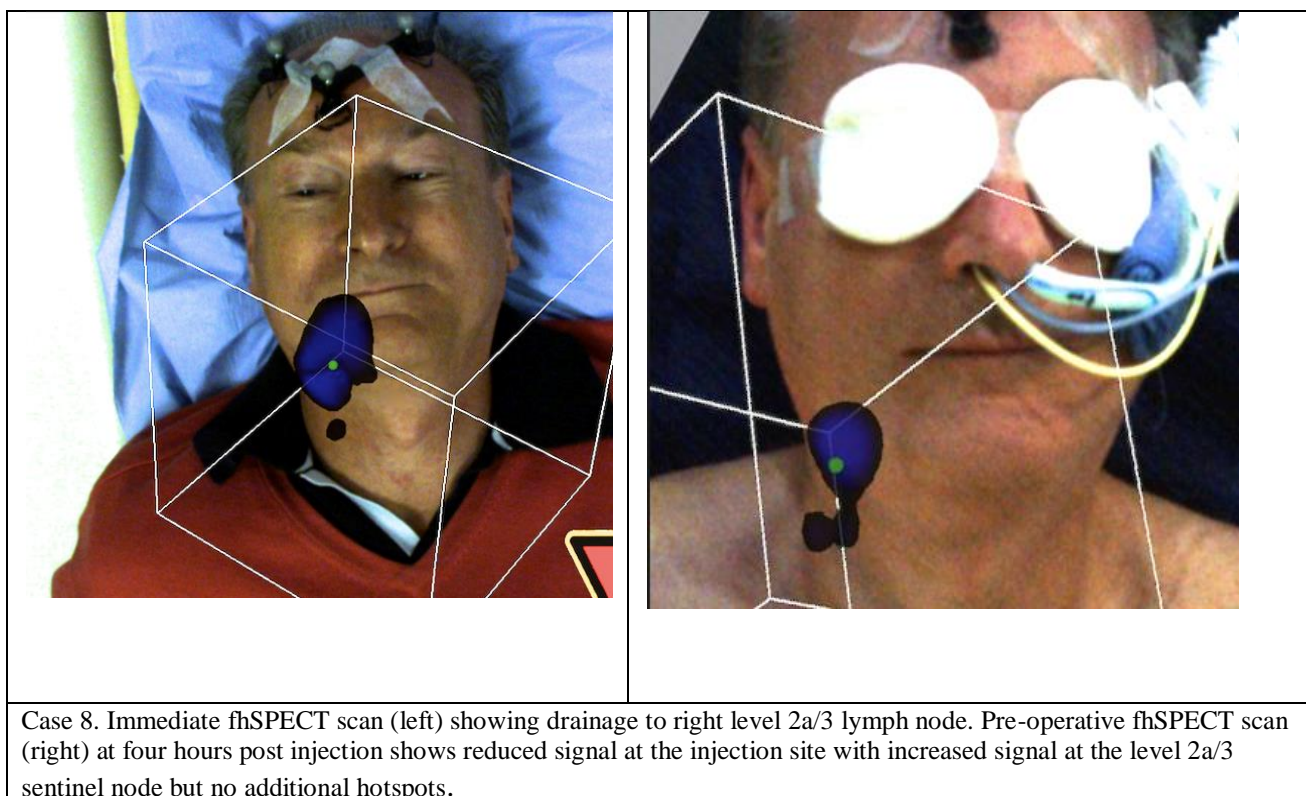 Case 8. Immediate fhSPECT scan (left) showing drainage to right level 2a/3 lymph node. Pre-operative fhSPECT scan
(right) at four hours post injection shows reduced signal at the injection site with increased signal at the level 2a/3
sentinel node but no additional hotspots.